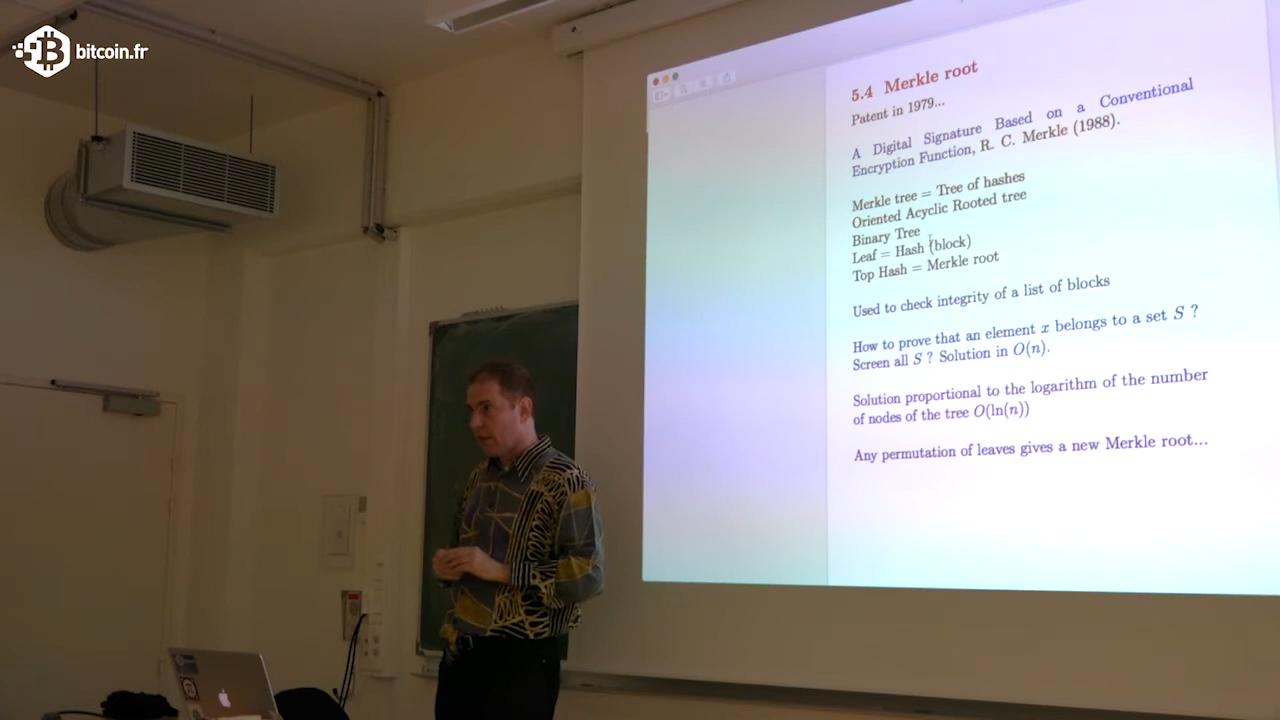 bitcoin.fr
5.4 Merkle root
Patent in 1979...
A Digital Signature Based on a Conventional
Encryption Function, R. C. Merkle (1988).
Merkle tree = Tree of hashes
Oriented Acyclic Rooted tree
Binary Tree
Leaf = Hash (block)
Top Hash = Merkle root
Used to check integrity of a list of blocks
How to prove that an element x belongs to a set S ?
Screen all S ? Solution in O(n).
Solution proportional to the logarithm of the number
of nodes of the tree O(ln(n))
Any permutation of leaves gives a new Merkle root...